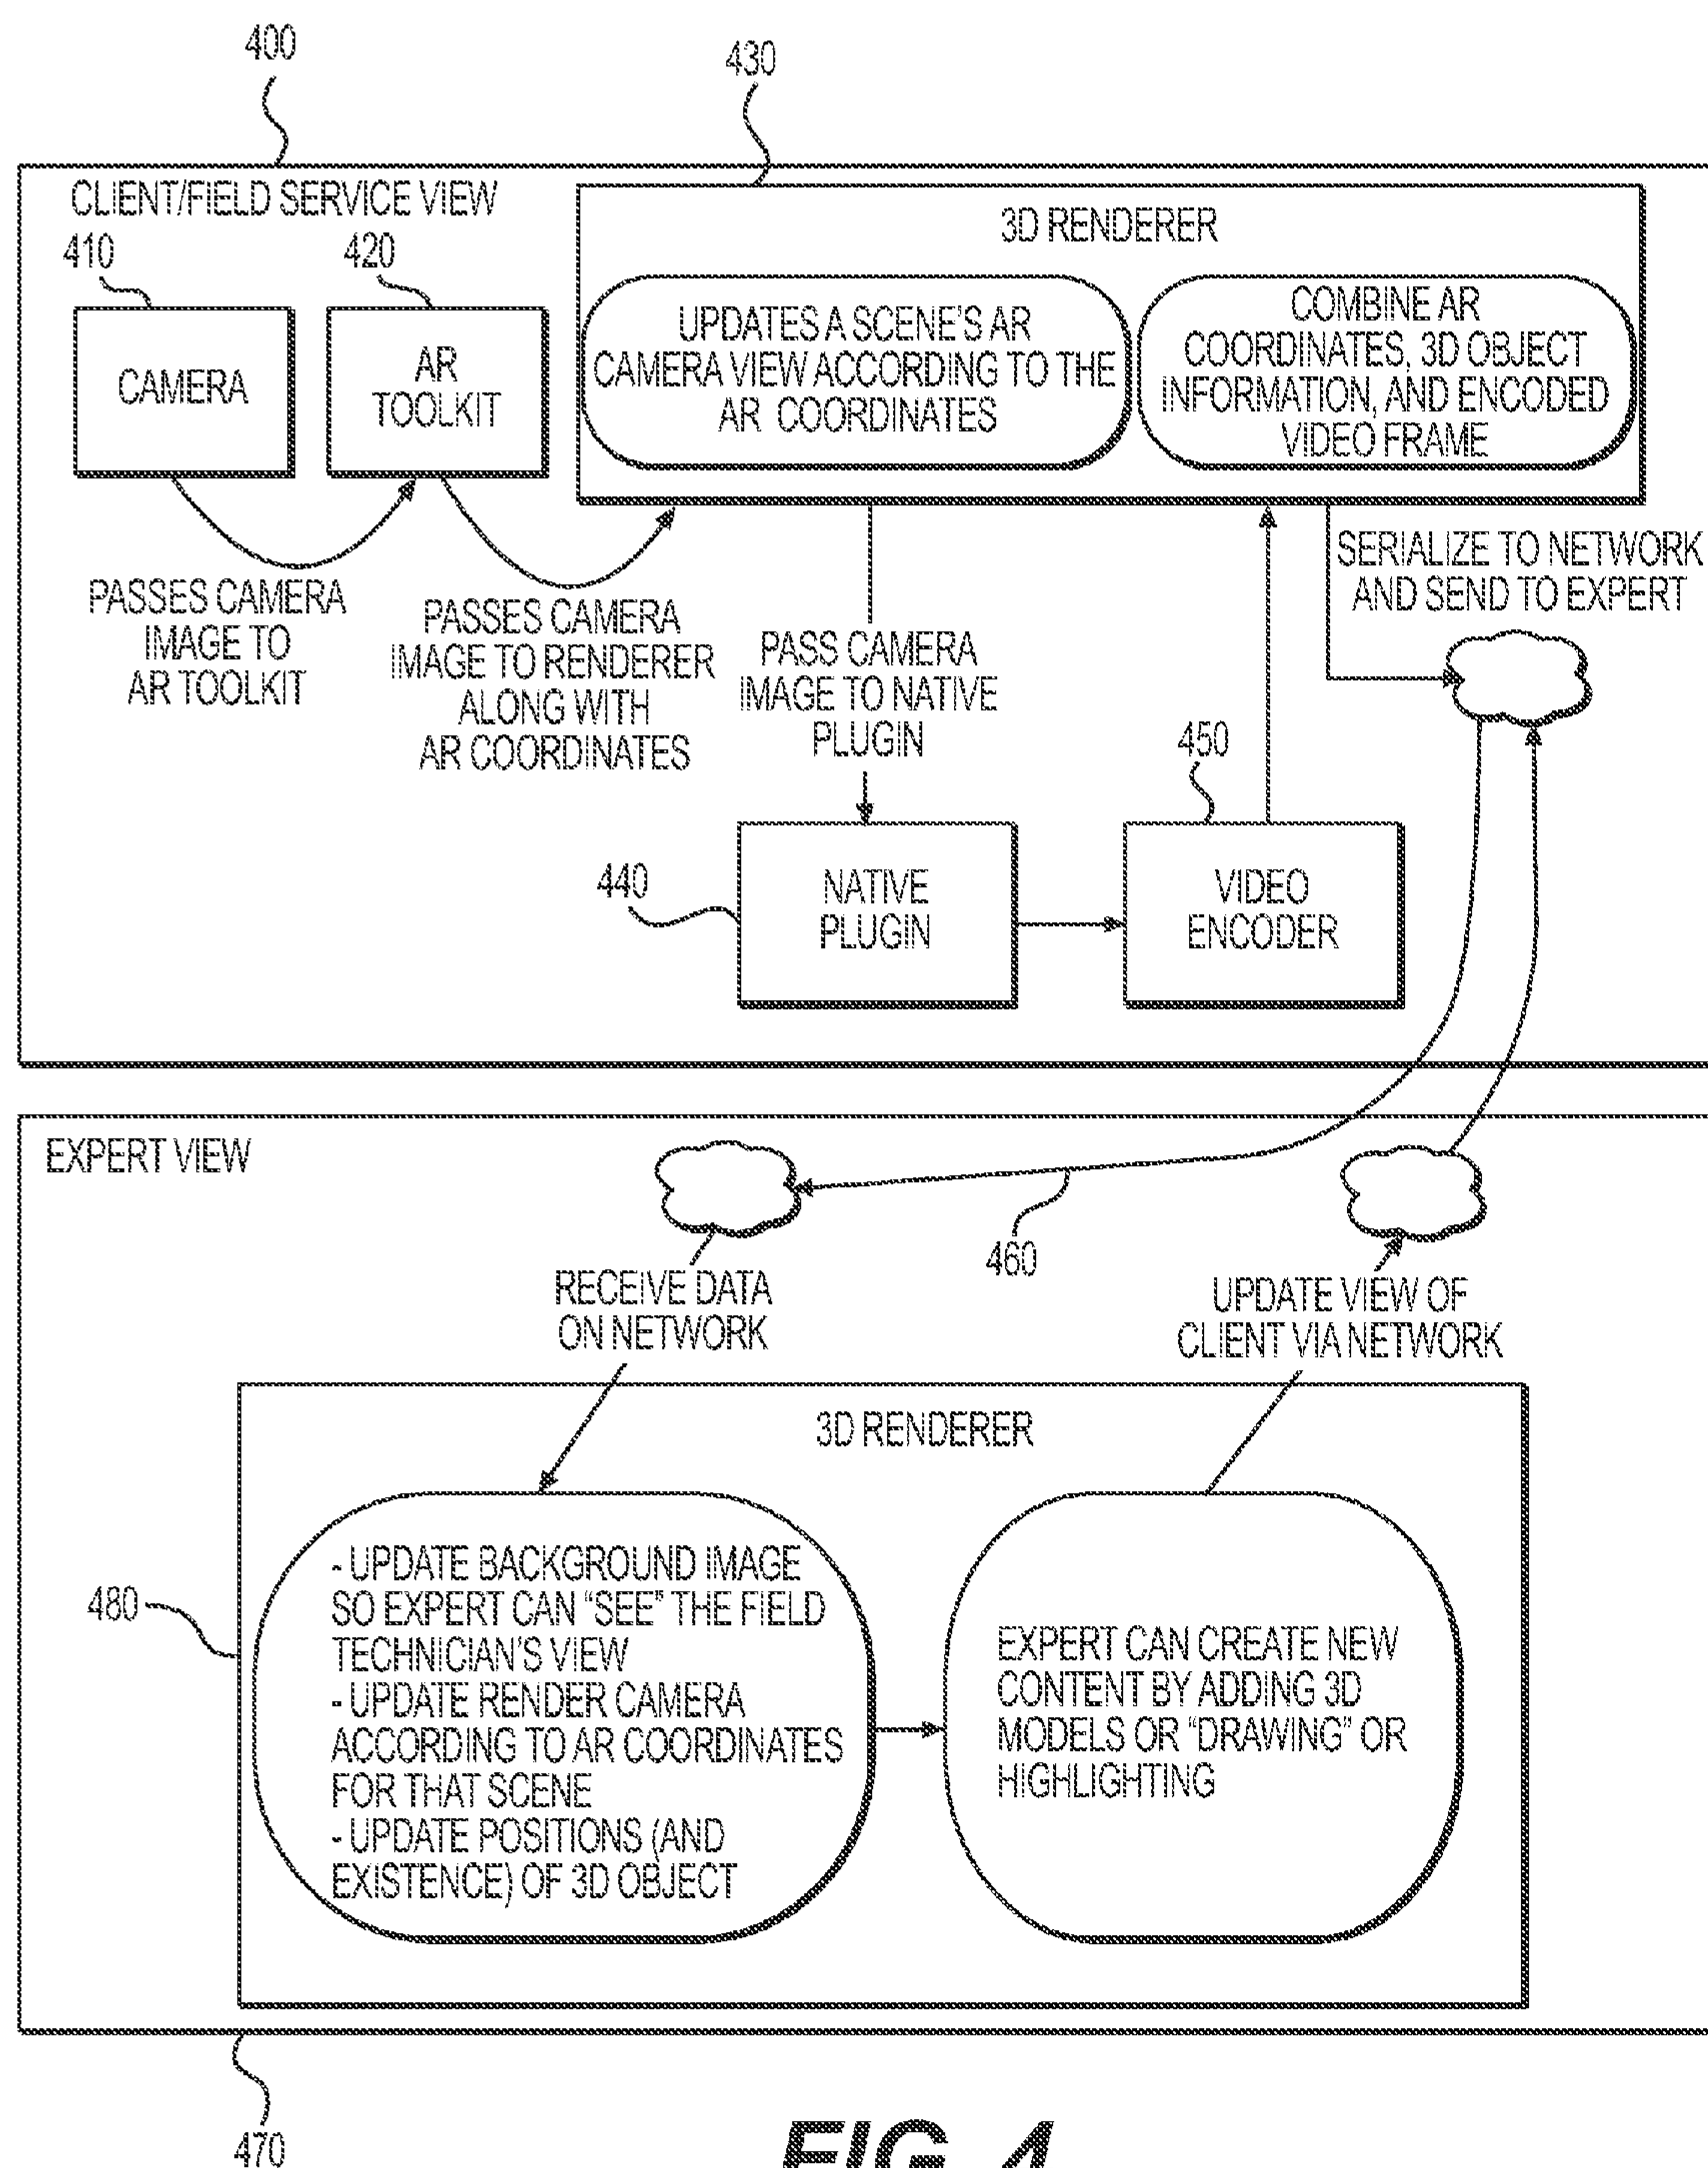 400
430
CLIENT/FIELD SERVICE VIEW
410
420
CAMERA
AR
TOOLKIT
3D RENDERER
UPDATES A SCENE'S AR
CAMERA VIEW ACCORDING TO THE
AR COORDINATES
COMBINE AR
COORDINATES, 3D OBJECT
INFORMATION, AND ENCODED
VIDEO FRAME
PASSES CAMERA
IMAGE TO
AR TOOLKIT
PASSES CAMERA
IMAGE TO RENDERER
ALONG WITH
AR COORDINATES
PASS CAMERA
IMAGE TO NATIVE
PLUGIN
SERIALIZE TO NETWORK
AND SEND TO EXPERT
450
440
NATIVE
PLUGIN
VIDEO
ENCODER
EXPERT VIEW
460
RECEIVE DATA
ON NETWORK
UPDATE VIEW OF
CLIENT VIA NETWORK
3D RENDERER
480
- UPDATE BACKGROUND IMAGE
SO EXPERT CAN "SEE" THE FIELD
TECHNICIAN'S VIEW
- UPDATE RENDER CAMERA
ACCORDING TO AR COORDINATES
FOR THAT SCENE
- UPDATE POSITIONS (AND
EXISTENCE) OF 3D OBJECT
EXPERT CAN CREATE NEW
CONTENT BY ADDING 3D
MODELS OR "DRAWING" OR
HIGHLIGHTING
470
FIG. 4